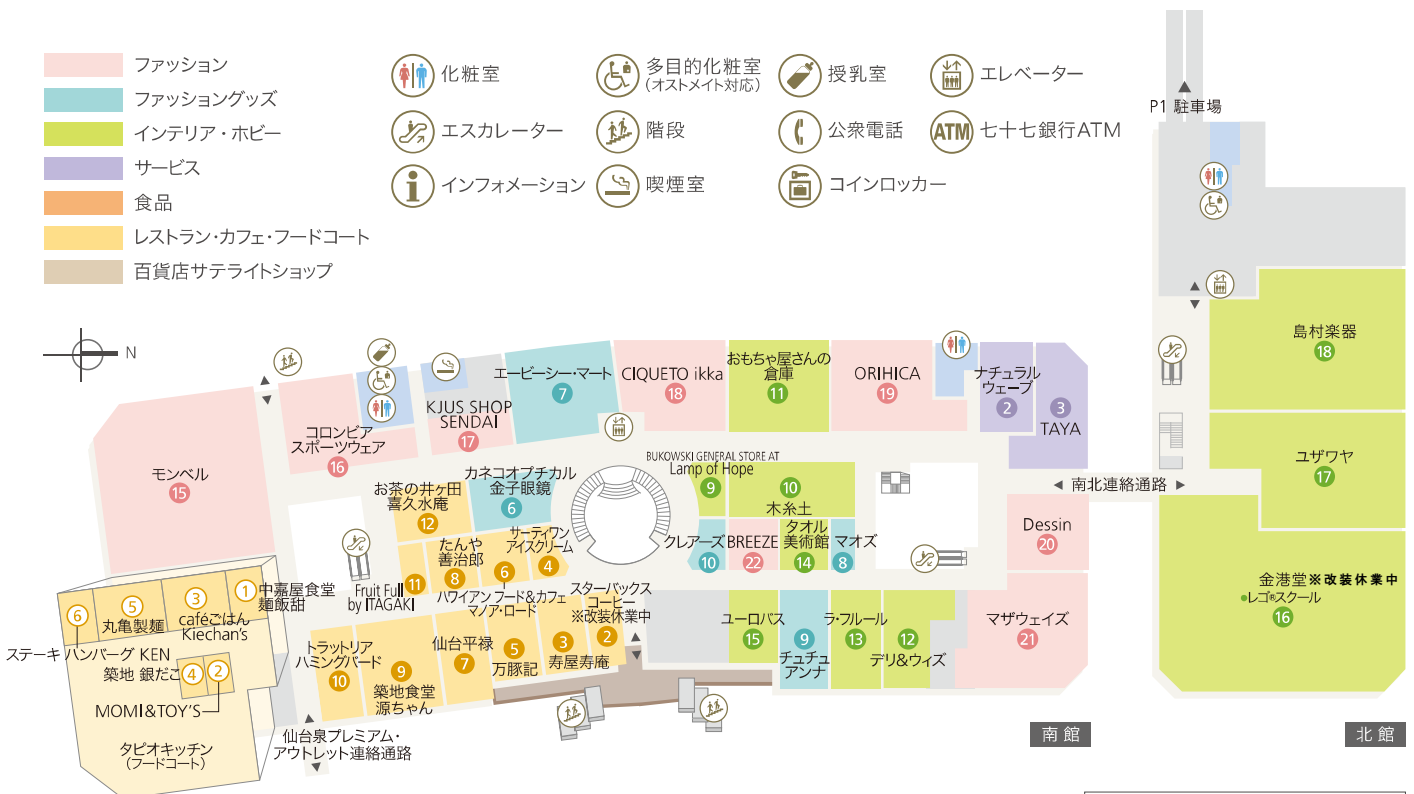 ファッション
ファッショングッズ
インテリア・ホビー
サービス
食品
レストラン・カフェ・フードコート
百貨店サテライトショップ
化粧室
多目的化粧室
(オストメイト対応)
授乳室
エレベーター
エスカレーター
階段
公衆電話
ATM
七十七銀行ATM
インフォメーション
喫煙室
コインロッカー
N
P1 駐車場
モンベル
15
コロンビア
スポーツウェア
16
KJUS SHOP
SENDAI
17
エービーシー・マート
7
CIQUETO ikka
18
おもちゃ屋さんの
倉庫
11
ORIHICA
19
ナチュラル
ウェーブ
2
3
TAYA
島村楽器
18
ユザワヤ
17
南北連絡通路
金港堂※改装休業中
レゴ®スクール
16
お茶の井ヶ田
喜久水庵
12
カネコオプチカル
金子眼鏡
6
BUKOWSKI GENERAL STORE AT
Lamp of Hope
9
10
木糸土
クレアーズ
10
BREEZE
22
タオル
美術館
14
マオズ
8
Dessin
20
マザウェイズ
21
Fruit Full
by ITAGAKI
11
たんや
善治郎
8
ハワイアン フード&カフェ
マノア・ロード
6
サーティワン
アイスクリーム
4
スターバックス
コーヒー
※改装休業中
2
寿屋寿庵
3
5
万豚記
仙台平禄
7
9
築地食堂
源ちゃん
トラットリア
ハミングバード
10
ユーロパス
15
9
チュチュ
アンナ
ラ・フルール
13
12
デリ&ウィズ
1
中嘉屋食堂
麺飯甜
3
caféごはん
Kiechan's
5
丸亀製麺
6
ステーキ ハンバーグ KEN
築地 銀だこ
4
2
MOMI&TOY'S
タピオキッチン
(フードコート)
仙台泉プレミアム・
アウトレット連絡通路
南館
北館